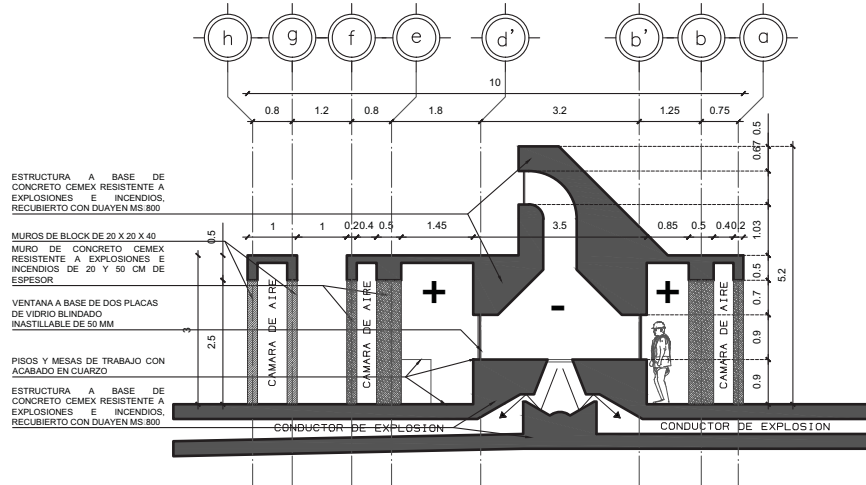 h g f e d' b' b a
10
0.8 1.2 0.8 1.8 3.2 1.25 0.75
0.5
0.67
ESTRUCTURA A BASE DE
CONCRETO CEMEX RESISTENTE A
EXPLOSIONES E INCENDIOS,
RECUBIERTO CON DUAYEN MS 800
1 1 0.2 0.4 0.5 1.45 3.5 0.85 0.5 0.4 0.2
1.03
MUROS DE BLOCK DE 20 X 20 X 40
0.5
MURO DE CONCRETO CEMEX
RESISTENTE A EXPLOSIONES E
INCENDIOS DE 20 Y 50 CM DE
ESPESOR
5.2
0.5
+ - +
0.7
VENTANA A BASE DE DOS PLACAS
DE VIDRIO BLINDADO
INASTILLABLE DE 50 MM
3
2.5
CAMARA DE AIRE
CAMARA DE AIRE
CAMARA DE AIRE
0.9
PISOS Y MESAS DE TRABAJO CON
ACABADO EN CUARZO
0.9
ESTRUCTURA A BASE DE
CONCRETO CEMEX RESISTENTE A
EXPLOSIONES E INCENDIOS,
RECUBIERTO CON DUAYEN MS 800
CONDUCTOR DE EXPLOSION
CONDUCTOR DE EXPLOSION